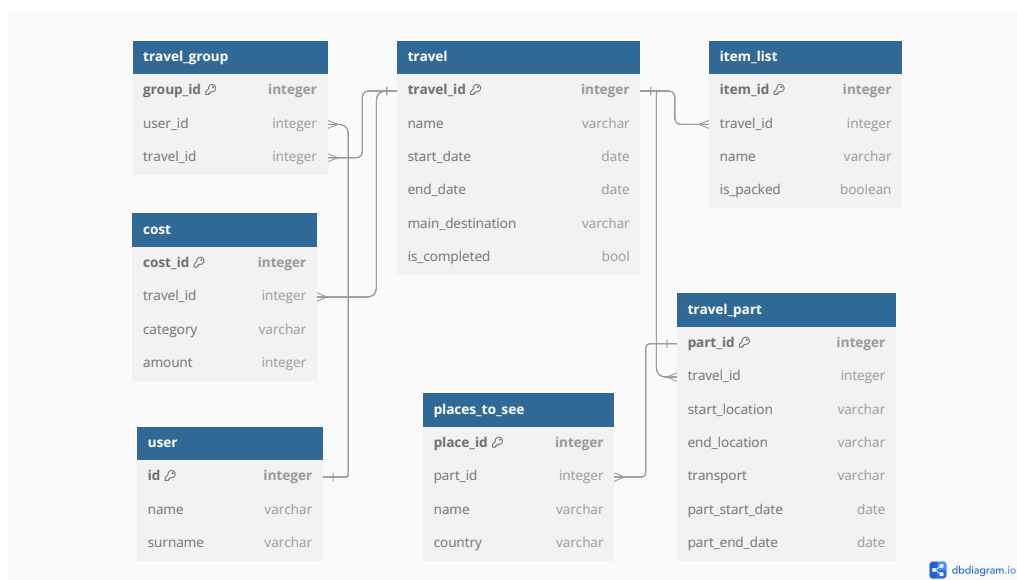 travel_group
group_id integer
user_id integer
travel_id integer
travel
travel_id integer
name varchar
start_date date
end_date date
main_destination varchar
is_completed bool
item_list
item_id integer
travel_id integer
name varchar
is_packed boolean
cost
cost_id integer
travel_id integer
category varchar
amount integer
travel_part
part_id integer
travel_id integer
start_location varchar
end_location varchar
transport varchar
part_start_date date
part_end_date date
places_to_see
place_id integer
part_id integer
name varchar
country varchar
user
id integer
name varchar
surname varchar
dbdiagram.io